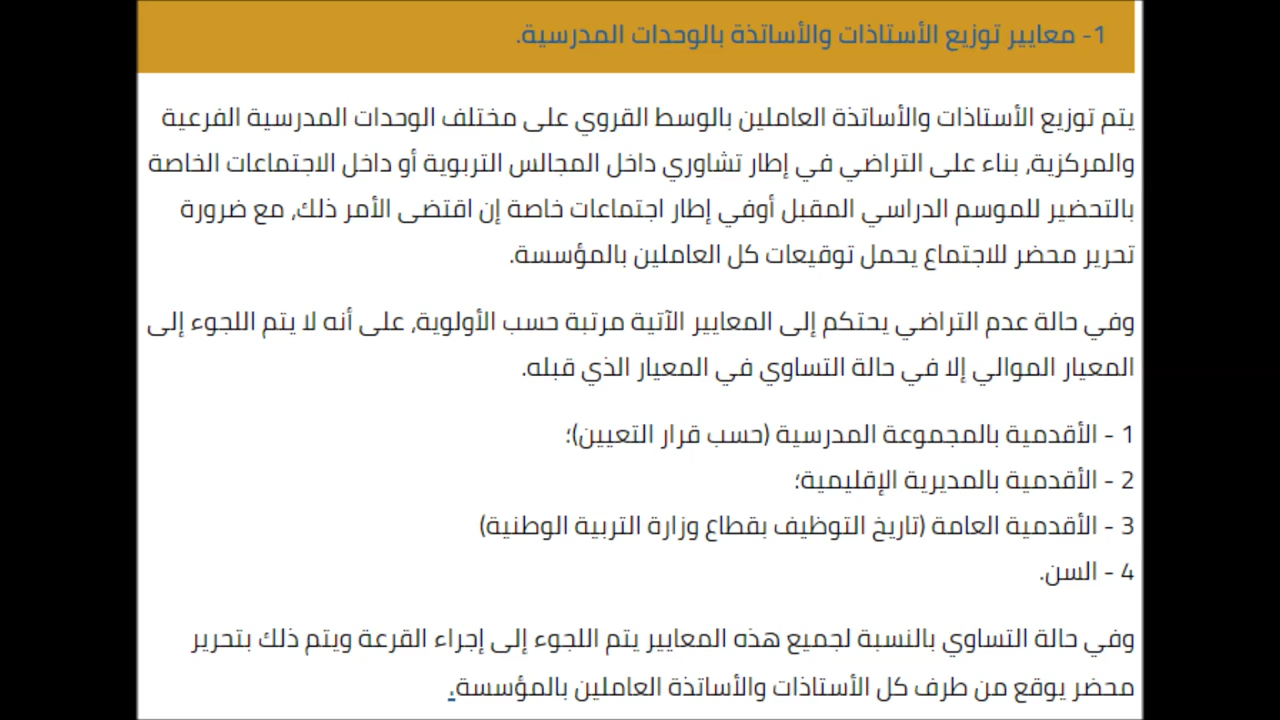 1- معايير توزيع الأستاذات والأساتذة بالوحدات المدرسية.
يتم توزيع الأستاذات والأساتذة العاملين بالوسط القروي على مختلف الوحدات المدرسية الفرعية
والمركزية، بناء على التراضي في إطار تشاوري داخل المجالس التربوية أو داخل الاجتماعات الخاصة
بالتحضير للموسم الدراسي المقبل أوفي إطار اجتماعات خاصة إن اقتضى الأمر ذلك، مع ضرورة
تحرير محضر للاجتماع يحمل توقيعات كل العاملين بالمؤسسة.
وفي حالة عدم التراضي يحتكم إلى المعايير الآتية مرتبة حسب الأولوية، على أنه لا يتم اللجوء إلى
المعيار الموالي إلا في حالة التساوي في المعيار الذي قبله.
1 - الأقدمية بالمجموعة المدرسية (حسب قرار التعيين)؛
2 - الأقدمية بالمديرية الإقليمية؛
3 - الأقدمية العامة (تاريخ التوظيف بقطاع وزارة التربية الوطنية)
4 - السن.
وفي حالة التساوي بالنسبة لجميع هذه المعايير يتم اللجوء إلى إجراء القرعة ويتم ذلك بتحرير
محضر يوقع من طرف كل الأستاذات والأساتذة العاملين بالمؤسسة.